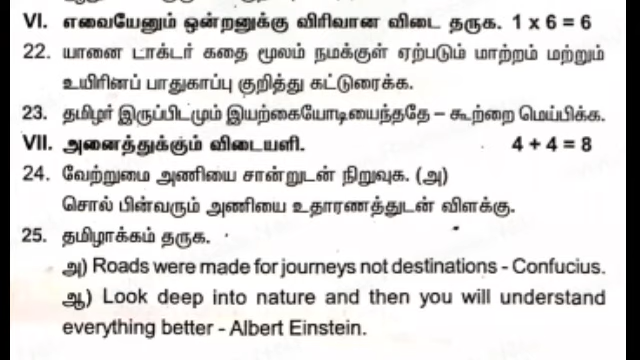 VI. எவையேனும் ஒன்றனுக்கு விரிவான விடை தருக. 1 x 6 = 6
22. யானை டாக்டர் கதை மூலம் நமக்குள் ஏற்படும் மாற்றம் மற்றும்
உயிரினப் பாதுகாப்பு குறித்து கட்டுரைக்க.
23. தமிழர் இருப்பிடமும் இயற்கையோடியைந்ததே – கூற்றை மெய்பிக்க.
VII. அனைத்துக்கும் விடையளி. 4 + 4 = 8
24. வேற்றுமை அணியை சான்றுடன் நிறுவுக. (அ)
சொல் பின்வரும் அணியை உதாரணத்துடன் விளக்கு.
25. தமிழாக்கம் தருக.
அ) Roads were made for journeys not destinations - Confucius.
ஆ) Look deep into nature and then you will understand
everything better - Albert Einstein.